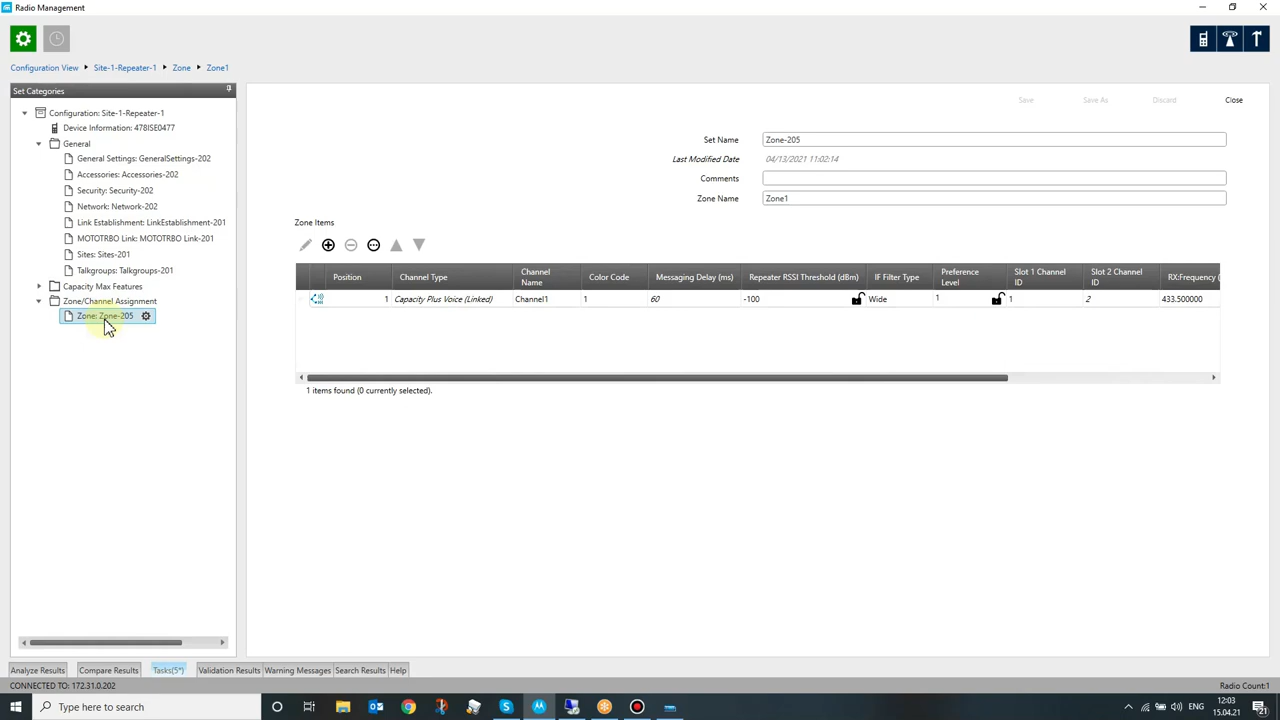 Radio Management
Configuration View Site-1-Repeater-1 Zone Zone1
Set Categories
Configuration: Site-1-Repeater-1
Device Information: 478ISE0477
General
General Settings: GeneralSettings-202
Accessories: Accessories-202
Security: Security-202
Network: Network-202
Link Establishment: LinkEstablishment-201
MOTOTRBO Link: MOTOTRBO Link-201
Sites: Sites-201
Talkgroups: Talkgroups-201
Capacity Max Features
Zone/Channel Assignment
Zone: Zone-205
Save Save As Discard Close
Set Name Zone-205
Last Modified Date 04/13/2021 11:02:14
Comments
Zone Name Zone1
Zone Items
Position Channel Type Channel Name Color Code Messaging Delay (ms) Repeater RSSI Threshold (dBm) IF Filter Type Preference Level Slot 1 Channel ID Slot 2 Channel ID RX:Frequency (
1 Capacity Plus Voice (Linked) Channel1 1 60 -100 Wide 1 1 2 433.500000
1 items found (0 currently selected).
Analyze Results Compare Results Tasks(5*) Validation Results Warning Messages Search Results Help
CONNECTED TO: 172.31.0.202 Radio Count:1
Type here to search
ENG
12:03
15.04.21
21